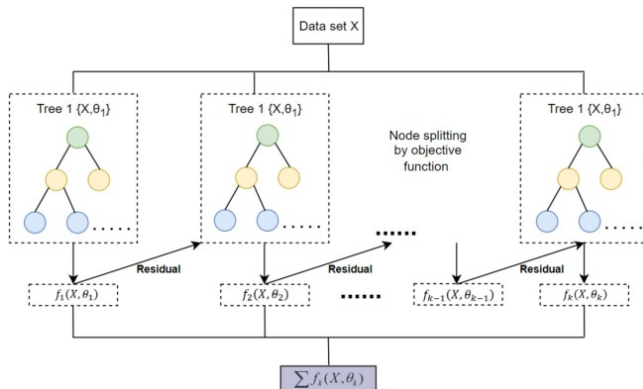 Data set X
Tree 1 {X,θ₁}
Tree 1 {X,θ₁}
Tree 1 {X,θ₁}
Node splitting
by objective
function
......
......
......
......
Residual
Residual
Residual
f₁(X,θ₁)
f₂(X,θ₂)
......
fₖ₋₁(X,θₖ₋₁)
fₖ(X,θₖ)
∑ fₖ(X,θₖ)